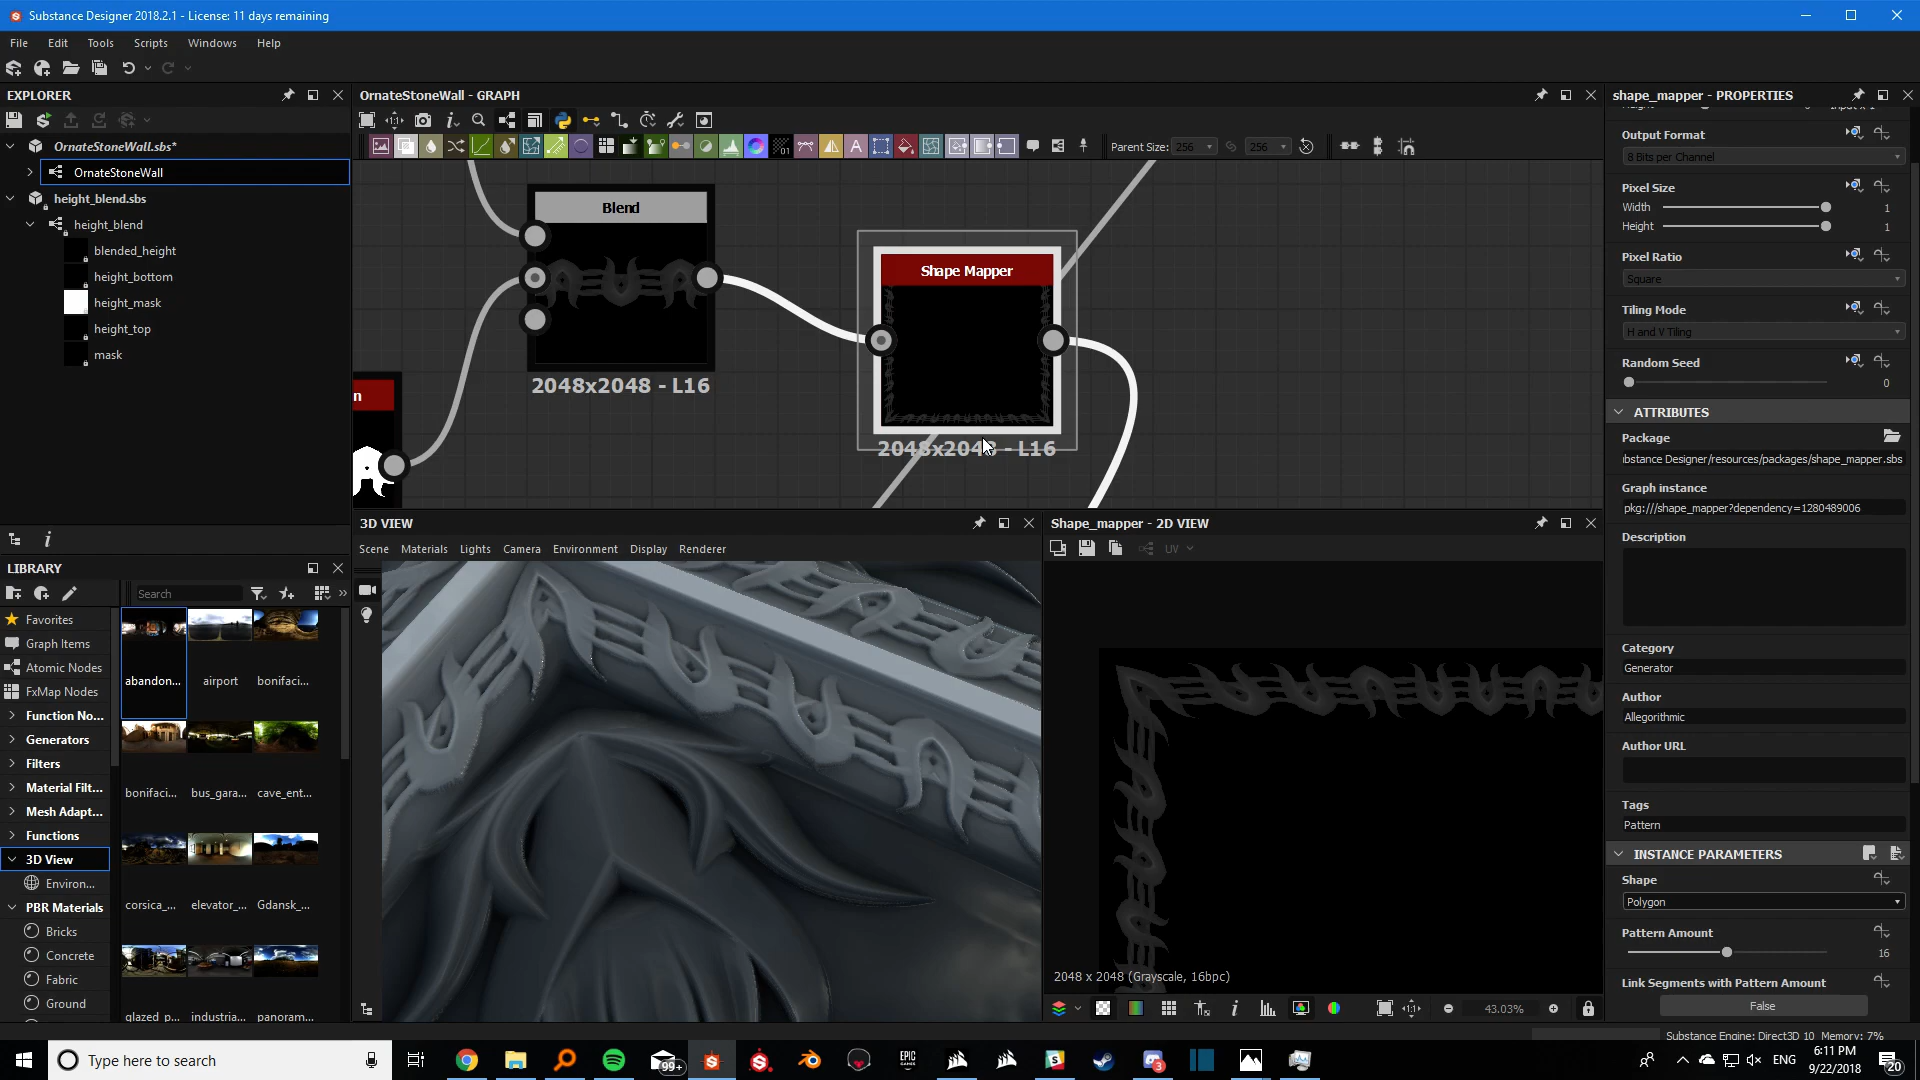 Substance Designer 2018.2.1 - License: 11 days remaining
File Edit Tools Scripts Windows Help
EXPLORER
OrnateStoneWall.sbs*
OrnateStoneWall
height_blend.sbs
height_blend
blended_height
height_bottom
height_mask
height_top
mask
LIBRARY
Search
Favorites
Graph Items
Atomic Nodes
FxMap Nodes
Function No...
Generators
Filters
Material Filt...
Mesh Adapt...
Functions
3D View
Environ...
PBR Materials
Bricks
Concrete
Fabric
Ground
abandon... airport bonifaci...
bonifaci... bus_gara... cave_ent...
corsica_... elevator_... Gdansk_...
glazed_p... industria... panoram...
OrnateStoneWall - GRAPH
Parent Size: 256 256
Blend
2048x2048 - L16
n
Shape Mapper
2048x2048 - L16
3D VIEW
Scene Materials Lights Camera Environment Display Renderer
Shape_mapper - 2D VIEW
UV
2048 x 2048 (Grayscale, 16bpc)
43.03%
shape_mapper - PROPERTIES
Output Format
8 Bits per Channel
Pixel Size
Width 1
Height 1
Pixel Ratio
Square
Tiling Mode
H and V Tiling
Random Seed
0
ATTRIBUTES
Package
bstance Designer/resources/packages/shape_mapper.sbs
Graph instance
pkg:///shape_mapper?dependency=1280489006
Description
Category
Generator
Author
Allegorithmic
Author URL
Tags
Pattern
INSTANCE PARAMETERS
Shape
Polygon
Pattern Amount
16
Link Segments with Pattern Amount
False
Substance Engine: Direct3D 10 Memory: 7%
Type here to search
99+
EPIC GAMES
3
ENG
6:11 PM
9/22/2018
20